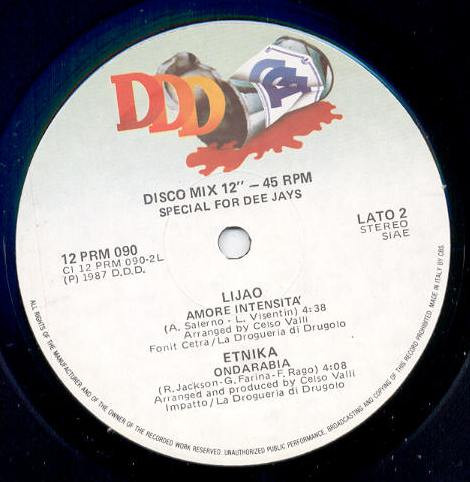 DDD
DISCO MIX 12" – 45 RPM
SPECIAL FOR DEE JAYS
LATO 2
STEREO
SIAE
12 PRM 090
CI 12 PRM 090-2L
(P) 1987 D.D.D.
LIJAO
AMORE INTENSITA'
(A. Salerno - L. Visentin) 4:38
Arranged by Celso Valli
Fonit Cetra/La Drogueria di Drugolo
ETNIKA
ONDARABIA
(R. Jackson-G. Farina-F. Rago) 4:08
Arranged and produced by Celso Valli
Impatto/La Drogueria di Drugolo
ALL RIGHTS OF THE MANUFACTURER AND OF THE OWNER OF THE RECORDED WORK RESERVED. UNAUTHORIZED PUBLIC PERFORMANCE, BROADCASTING AND COPYING OF THIS RECORD PROHIBITED. MADE IN ITALY BY CBS.